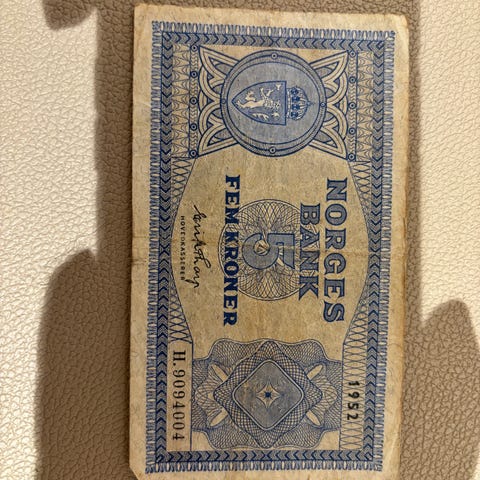 1952
NORGES
BANK
5
FEM KRONER
HOVEDKASSERER
H.9094004